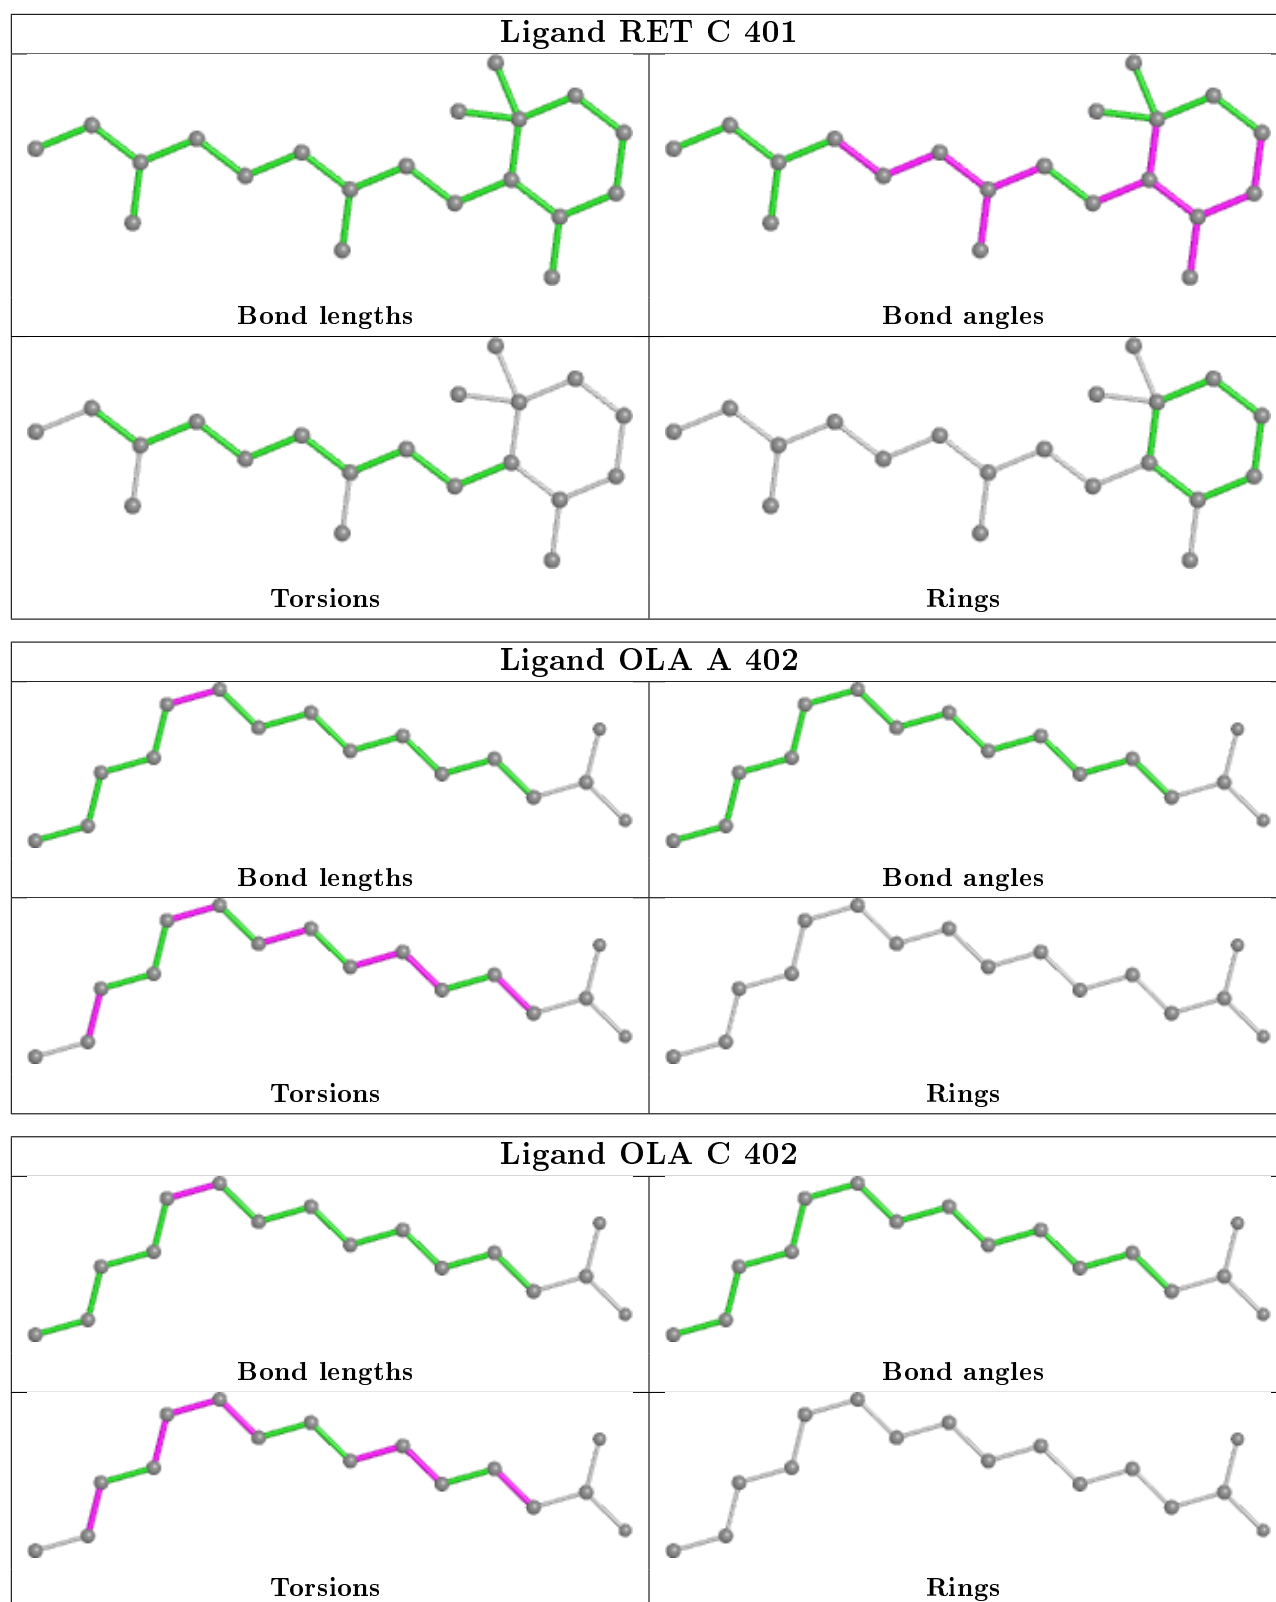 Ligand RET C 401
Bond lengths
Bond angles
Torsions
Rings
Ligand OLA A 402
Bond lengths
Bond angles
Torsions
Rings
Ligand OLA C 402
Bond lengths
Bond angles
Torsions
Rings